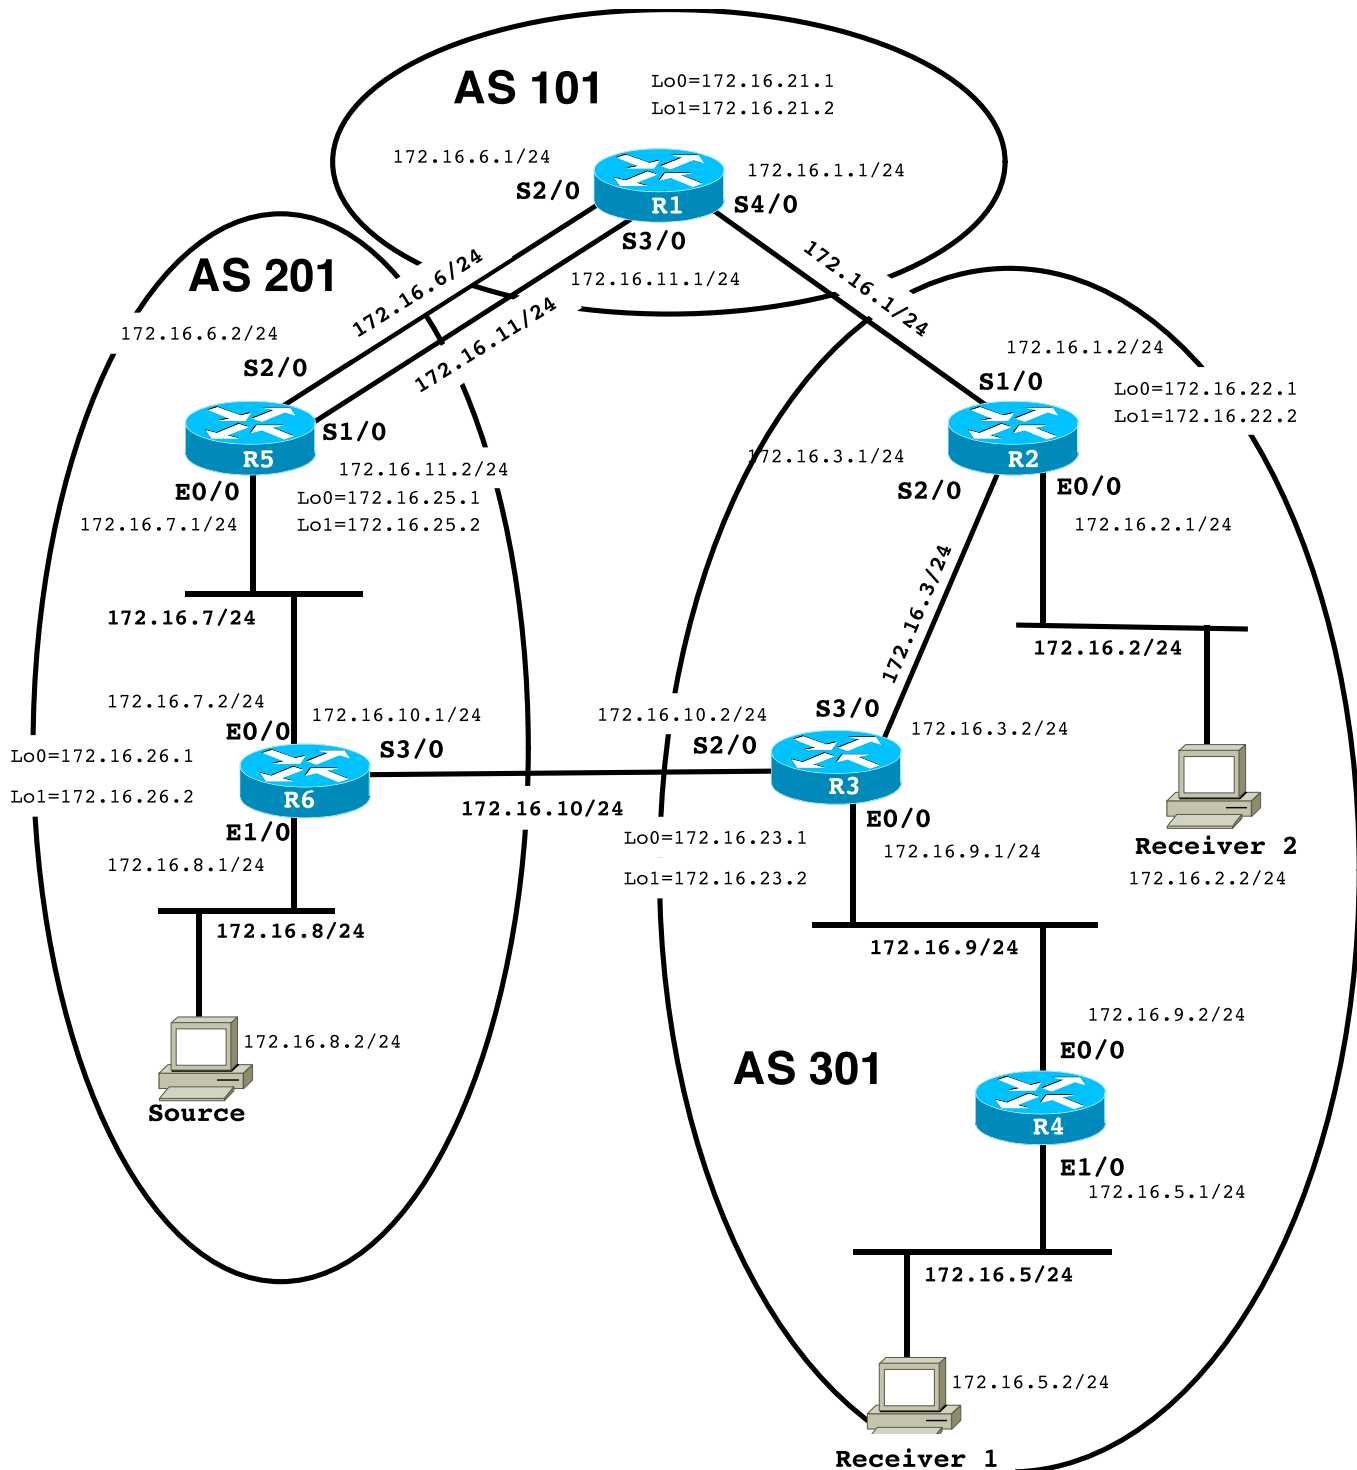 AS 101
Lo0=172.16.21.1
Lo1=172.16.21.2
172.16.6.1/24
S2/0
R1
172.16.1.1/24
S4/0
S3/0
172.16.11.1/24
172.16.6/24
172.16.11/24
172.16.1/24
AS 201
172.16.6.2/24
S2/0
R5
S1/0
172.16.11.2/24
Lo0=172.16.25.1
Lo1=172.16.25.2
E0/0
172.16.7.1/24
172.16.7/24
172.16.7.2/24
E0/0
172.16.10.1/24
S3/0
Lo0=172.16.26.1
Lo1=172.16.26.2
R6
E1/0
172.16.8.1/24
172.16.8/24
172.16.8.2/24
Source
172.16.10/24
172.16.1.2/24
S1/0
Lo0=172.16.22.1
Lo1=172.16.22.2
R2
172.16.3.1/24
S2/0
E0/0
172.16.2.1/24
172.16.3/24
172.16.2/24
Receiver 2
172.16.2.2/24
S3/0
172.16.10.2/24
S2/0
172.16.3.2/24
R3
E0/0
Lo0=172.16.23.1
Lo1=172.16.23.2
172.16.9.1/24
172.16.9/24
172.16.9.2/24
E0/0
AS 301
R4
E1/0
172.16.5.1/24
172.16.5/24
172.16.5.2/24
Receiver 1